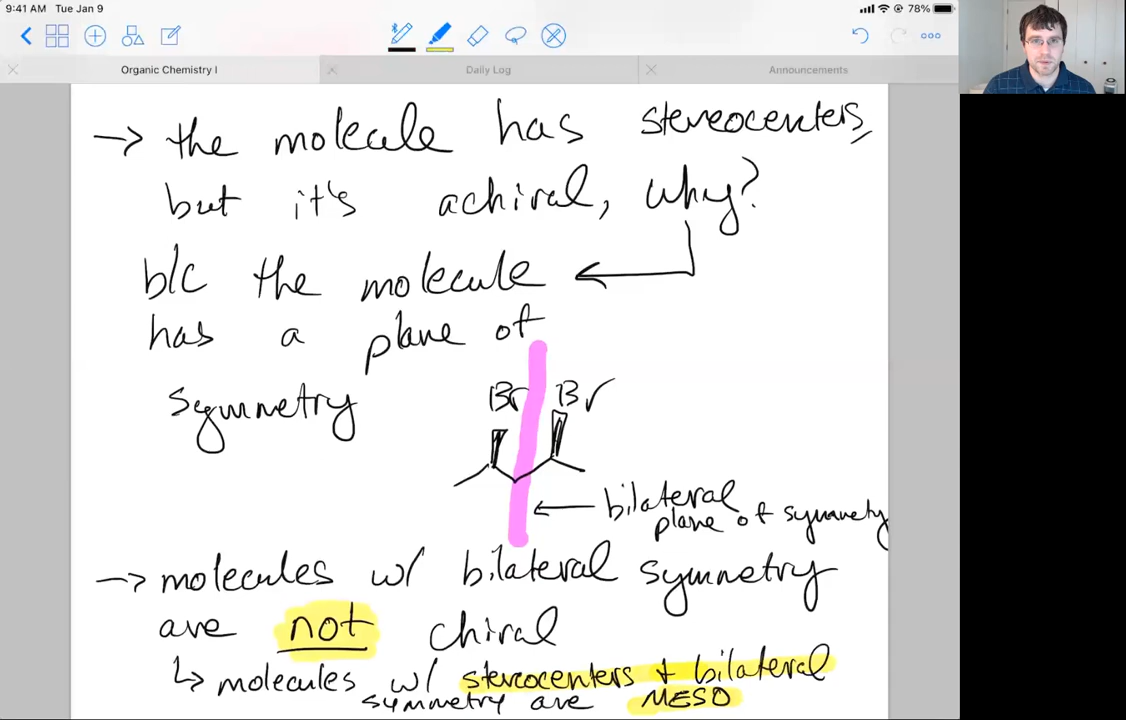 9:41 AM Tue Jan 9
78%
Organic Chemistry I
Daily Log
Announcements
→ the molecule has stereocenters,
but it's achiral, why?
b/c the molecule ←
has a plane of
symmetry
Br Br
← bilateral
plane of symmetry
→ molecules w/ bilateral symmetry
are not chiral
↳ molecules w/ stereocenters + bilateral
symmetry are MESO